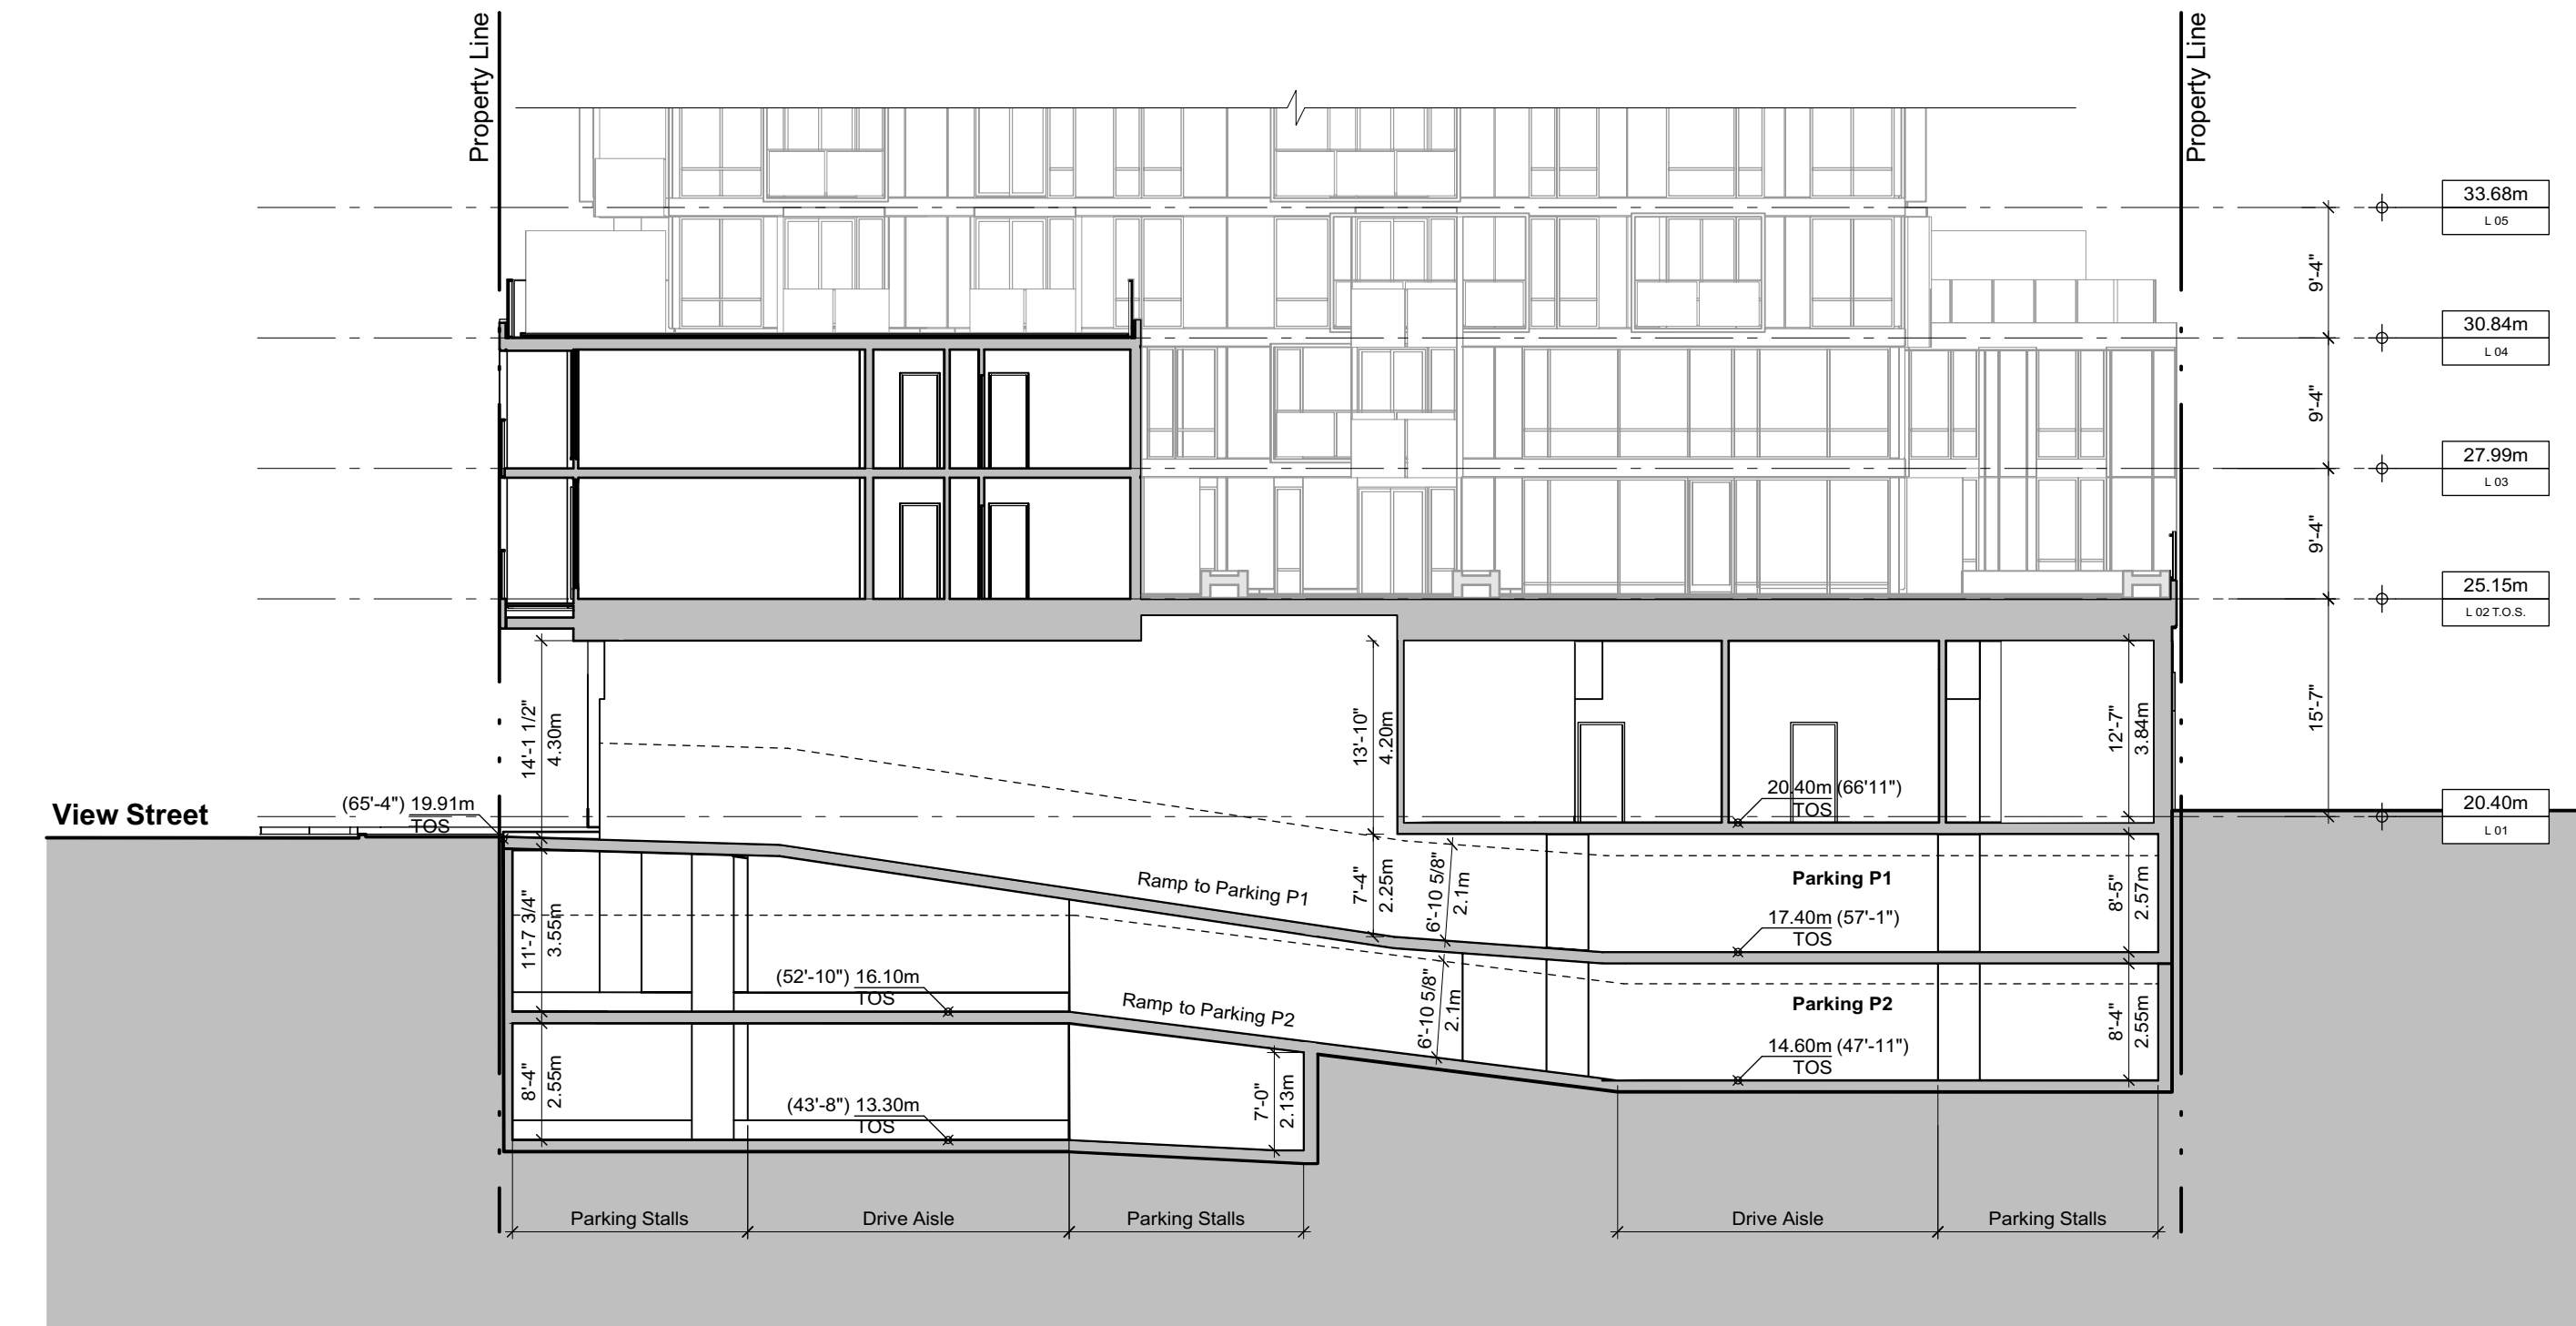 Property Line
Property Line
33.68m
L 05
9'-4"
30.84m
L 04
9'-4"
27.99m
L 03
9'-4"
25.15m
L 02 T.O.S.
15'-7"
14'-1 1/2"
4.30m
13'-10"
4.20m
12'-7"
3.84m
20.40m (66'11")
TOS
20.40m
L 01
View Street
(65'-4") 19.91m
TOS
Ramp to Parking P1
7'-4"
2.25m
6'-10 5/8"
2.1m
Parking P1
8'-5"
2.57m
11'-7 3/4"
3.55m
17.40m (57'-1")
TOS
(52'-10") 16.10m
TOS
Ramp to Parking P2
6'-10 5/8"
2.1m
Parking P2
8'-4"
2.55m
14.60m (47'-11")
TOS
8'-4"
2.55m
(43'-8") 13.30m
TOS
7'-0"
2.13m
Parking Stalls
Drive Aisle
Parking Stalls
Drive Aisle
Parking Stalls